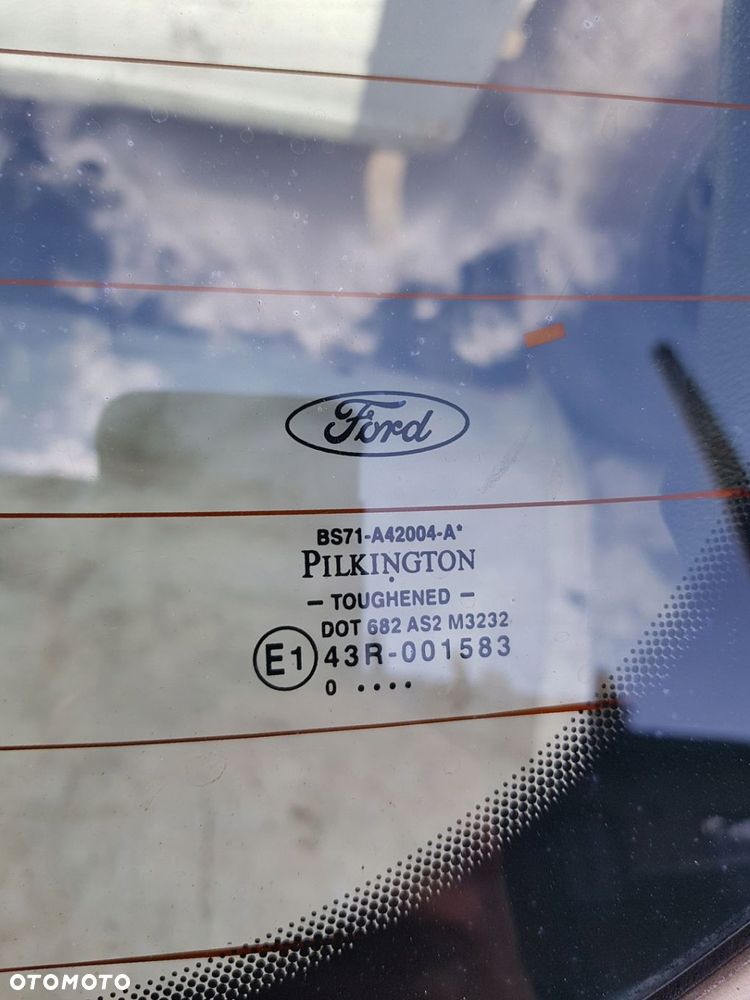 Ford
BS71-A42004-A*
PILKINGTON
- TOUGHENED -
DOT 682 AS2 M3232
E1 43R-001583
0 ····
OTOMOTO